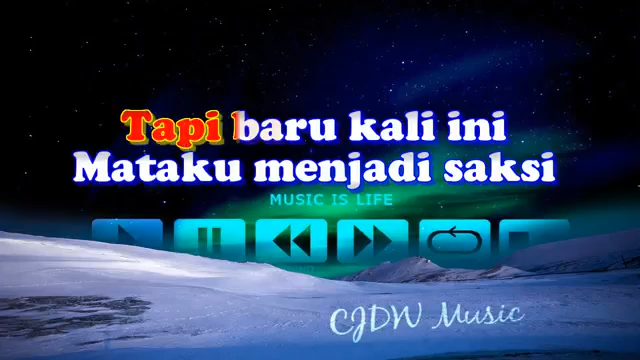 Tapi baru kali ini
Mataku menjadi saksi
MUSIC IS LIFE
CJDW Music